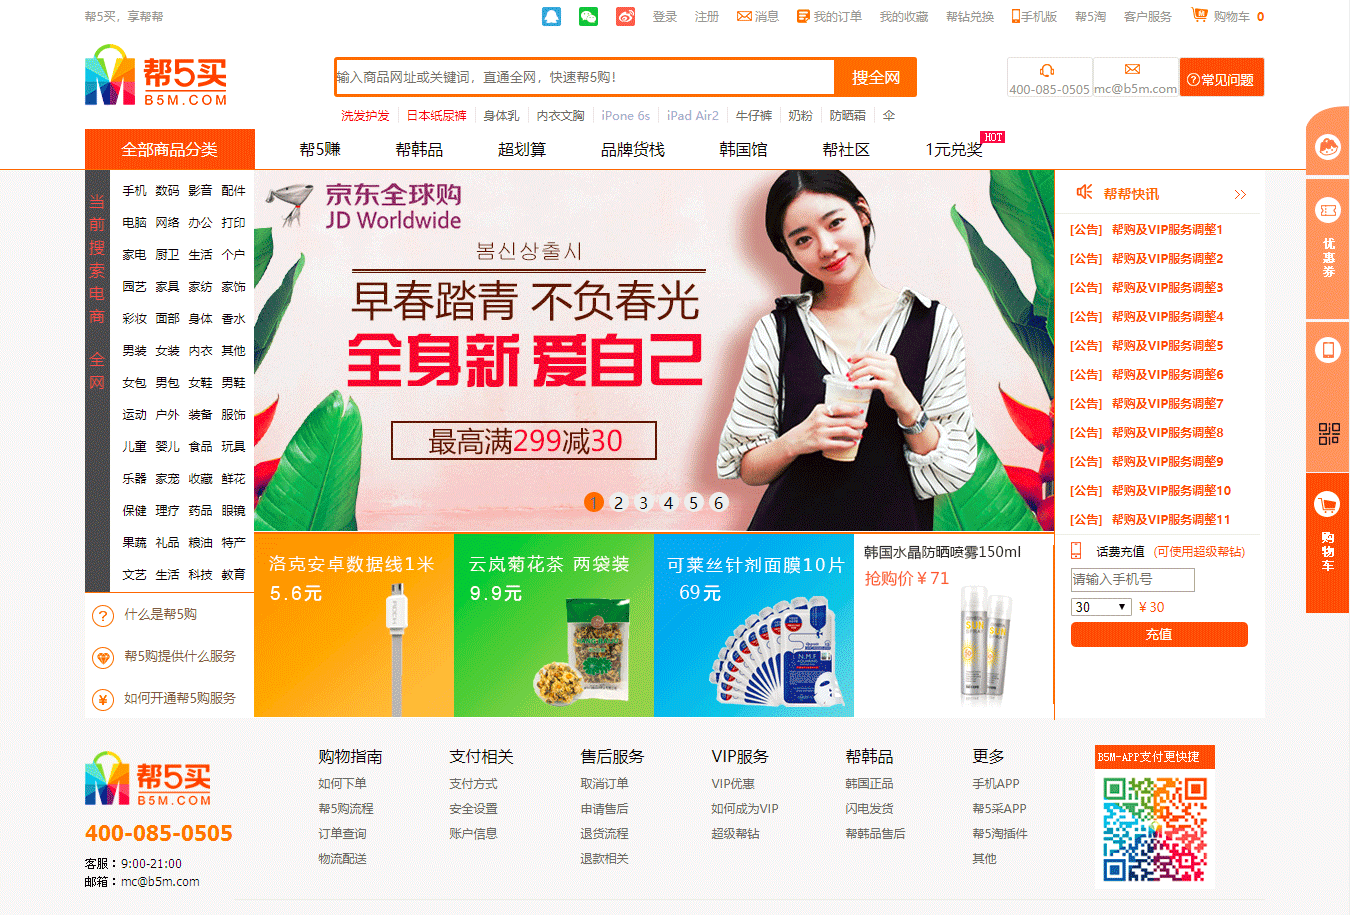 帮5买，享帮帮
登录 注册 消息 我的订单 我的收藏 帮钻兑换 手机版 帮5淘 客户服务 购物车 0
帮5买
B5M.COM
输入商品网址或关键词，直通全网，快速帮5购！ 搜全网
400-085-0505 mc@b5m.com ?常见问题
洗发护发 日本纸尿裤 身体乳 内衣文胸 iPone 6s iPad Air2 牛仔裤 奶粉 防晒霜 伞
全部商品分类 帮5赚 帮韩品 超划算 品牌货栈 韩国馆 帮社区 1元兑奖 HOT
当前搜索电商 全网
手机 数码 影音 配件
电脑 网络 办公 打印
家电 厨卫 生活 个户
园艺 家具 家纺 家饰
彩妆 面部 身体 香水
男装 女装 内衣 其他
女包 男包 女鞋 男鞋
运动 户外 装备 服饰
儿童 婴儿 食品 玩具
乐器 家宠 收藏 鲜花
保健 理疗 药品 眼镜
果蔬 礼品 粮油 特产
文艺 生活 科技 教育
? 什么是帮5购
帮5购提供什么服务
¥ 如何开通帮5购服务
京东全球购
JD Worldwide
봄신상출시
早春踏青 不负春光
全身新 爱自己
最高满299减30
1 2 3 4 5 6
洛克安卓数据线1米
5.6元
云岚菊花茶 两袋装
9.9元
可莱丝针剂面膜10片
69元
韩国水晶防晒喷雾150ml
抢购价￥71
帮帮快讯 >>
[公告] 帮购及VIP服务调整1
[公告] 帮购及VIP服务调整2
[公告] 帮购及VIP服务调整3
[公告] 帮购及VIP服务调整4
[公告] 帮购及VIP服务调整5
[公告] 帮购及VIP服务调整6
[公告] 帮购及VIP服务调整7
[公告] 帮购及VIP服务调整8
[公告] 帮购及VIP服务调整9
[公告] 帮购及VIP服务调整10
[公告] 帮购及VIP服务调整11
话费充值 (可使用超级帮钻)
请输入手机号
30 ￥30
充值
优惠券
购物车
帮5买
B5M.COM
400-085-0505
客服：9:00-21:00
邮箱：mc@b5m.com
购物指南
如何下单
帮5购流程
订单查询
物流配送
支付相关
支付方式
安全设置
账户信息
售后服务
取消订单
申请售后
退货流程
退款相关
VIP服务
VIP优惠
如何成为VIP
超级帮钻
帮韩品
韩国正品
闪电发货
帮韩品售后
更多
手机APP
帮5采APP
帮5淘插件
其他
B5M-APP支付更快捷